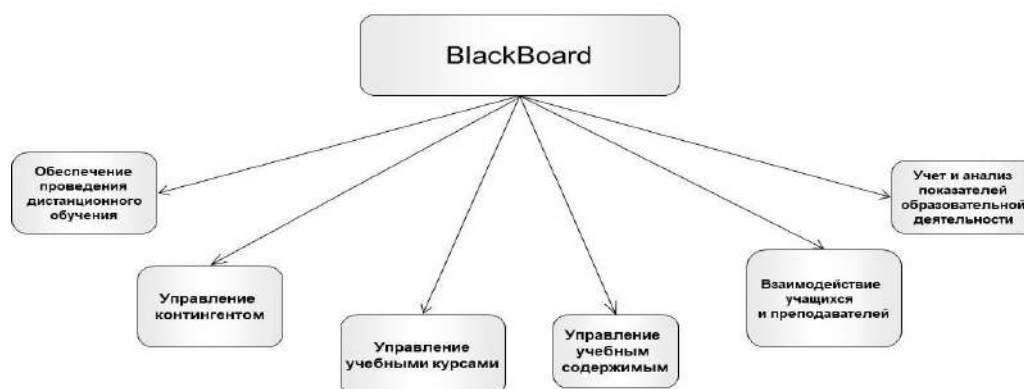 BlackBoard
Обеспечение
проведения
дистанционного
обучения
Управление
контингентом
Управление
учебными курсами
Управление
учебным
содержимым
Взаимодействие
учащихся
и преподавателей
Учет и анализ
показателей
образовательной
деятельности